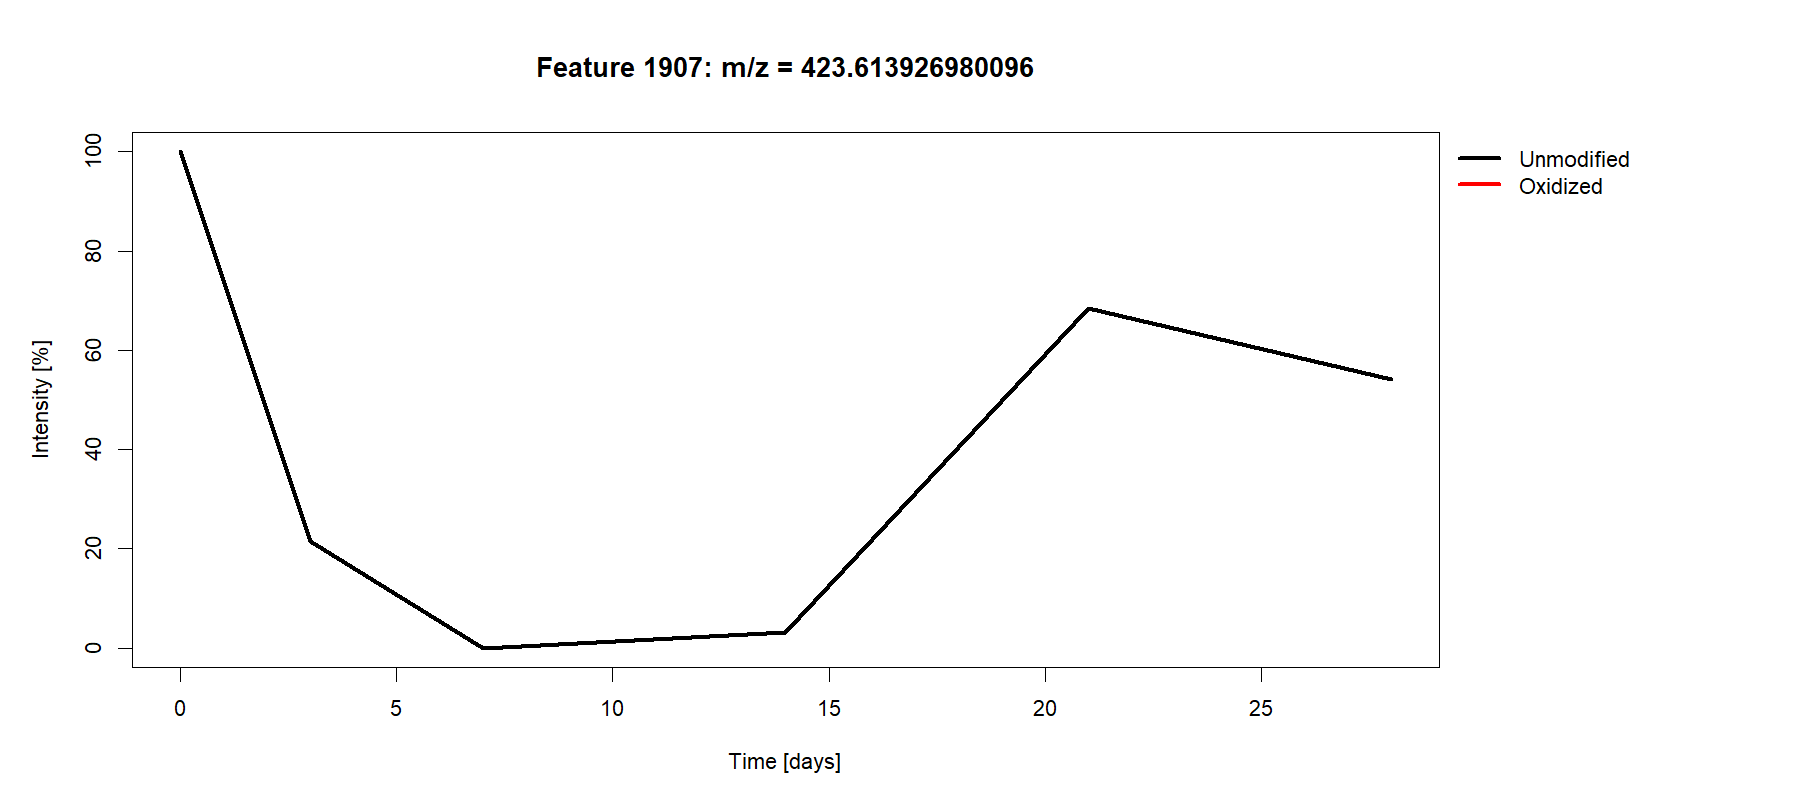 Feature 1907: m/z = 423.613926980096
Unmodified
Oxidized
Intensity [%]
100
80
60
40
20
0
0 5 10 15 20 25
Time [days]